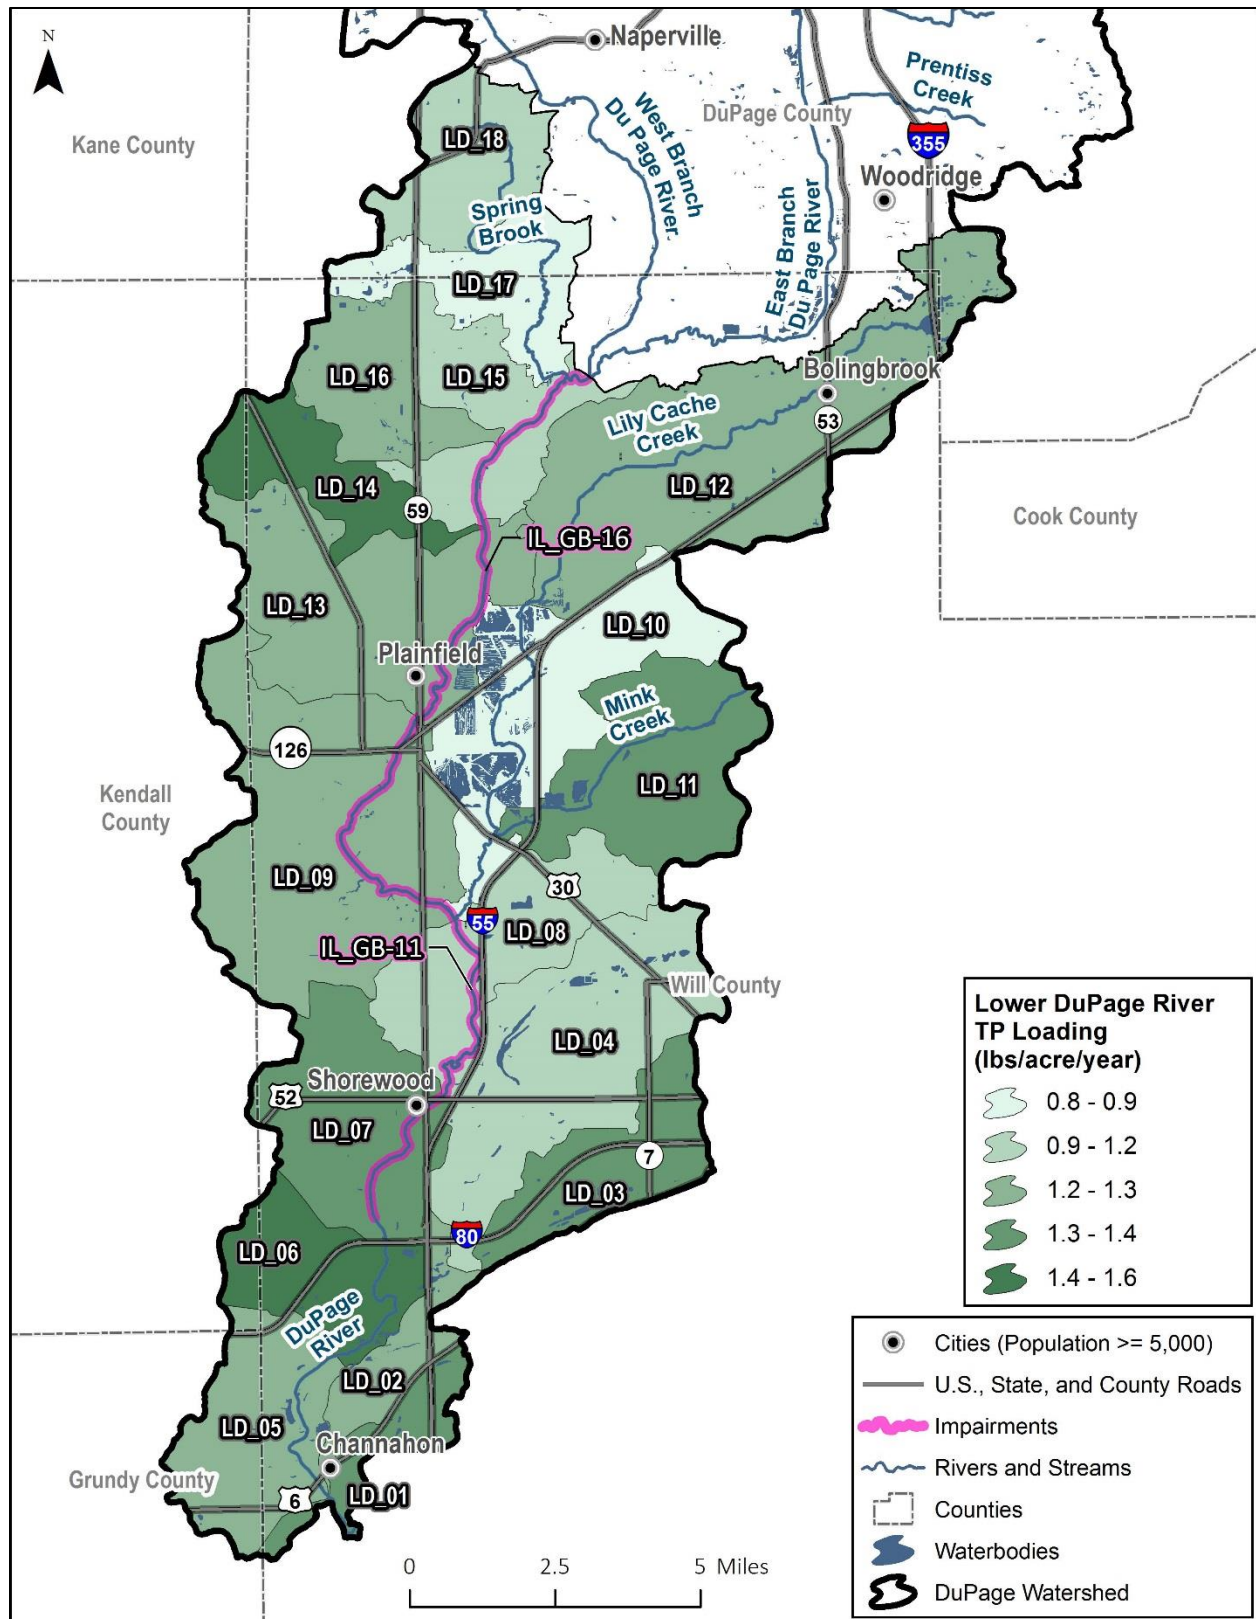 N
Naperville
Prentiss
Creek
West Branch
Du Page River
DuPage County
Kane County
LD_18
355
Woodridge
Spring
Brook
East Branch
Du Page River
LD_17
LD_16
LD_15
Bolingbrook
Lily Cache
Creek
53
LD_14
LD_12
59
Cook County
IL_GB-16
LD_13
LD_10
Plainfield
Mink
Creek
126
LD_11
Kendall
County
LD_09
30
55
LD_08
IL_GB-11
Will County
LD_04
Shorewood
52
LD_07
7
LD_03
80
LD_06
DuPage
River
LD_02
LD_05
Channahon
Grundy County
6
LD_01
0 2.5 5 Miles
Lower DuPage River
TP Loading
(lbs/acre/year)
0.8 - 0.9
0.9 - 1.2
1.2 - 1.3
1.3 - 1.4
1.4 - 1.6
Cities (Population >= 5,000)
U.S., State, and County Roads
Impairments
Rivers and Streams
Counties
Waterbodies
DuPage Watershed